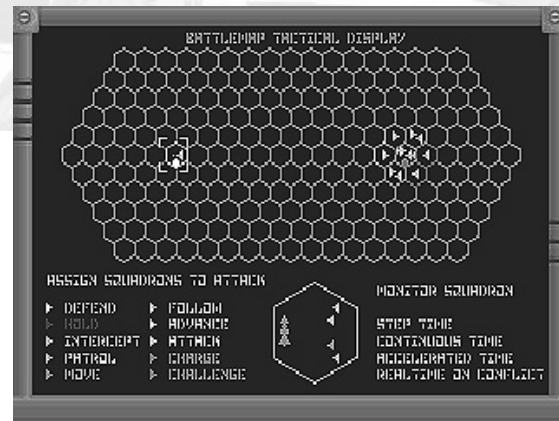 BATTLEMAP TACTICAL DISPLAY
ASSIGN SQUADRONS TO ATTACK
DEFEND
HOLD
INTERCEPT
PATROL
MOVE
FOLLOW
ADVANCE
ATTACK
CHARGE
CHALLENGE
MONITOR SQUADRON
STEP TIME
CONTINUOUS TIME
ACCELERATED TIME
REALTIME ON CONFLICT